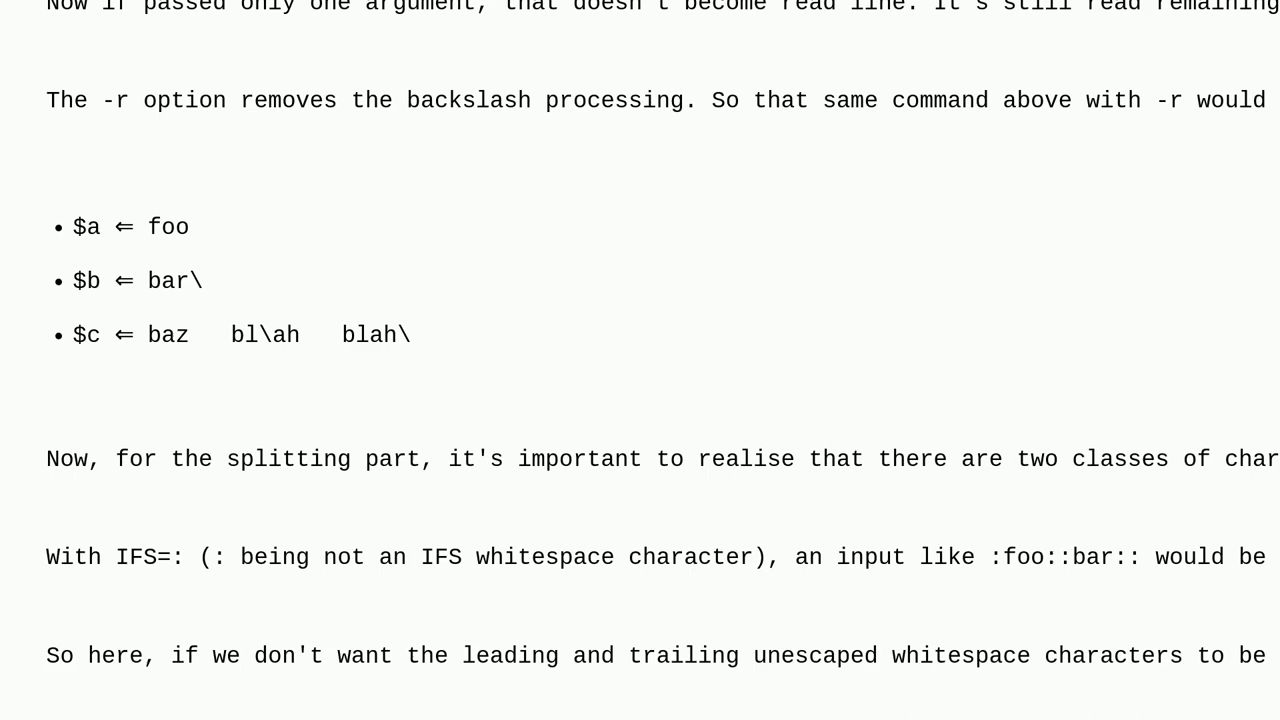 Now if passed only one argument, that doesn't become read line. It's still read remaining
The -r option removes the backslash processing. So that same command above with -r would
• $a ⇐ foo
• $b ⇐ bar\
• $c ⇐ baz   bl\ah   blah\
Now, for the splitting part, it's important to realise that there are two classes of char
With IFS=: (: being not an IFS whitespace character), an input like :foo::bar:: would be
So here, if we don't want the leading and trailing unescaped whitespace characters to be